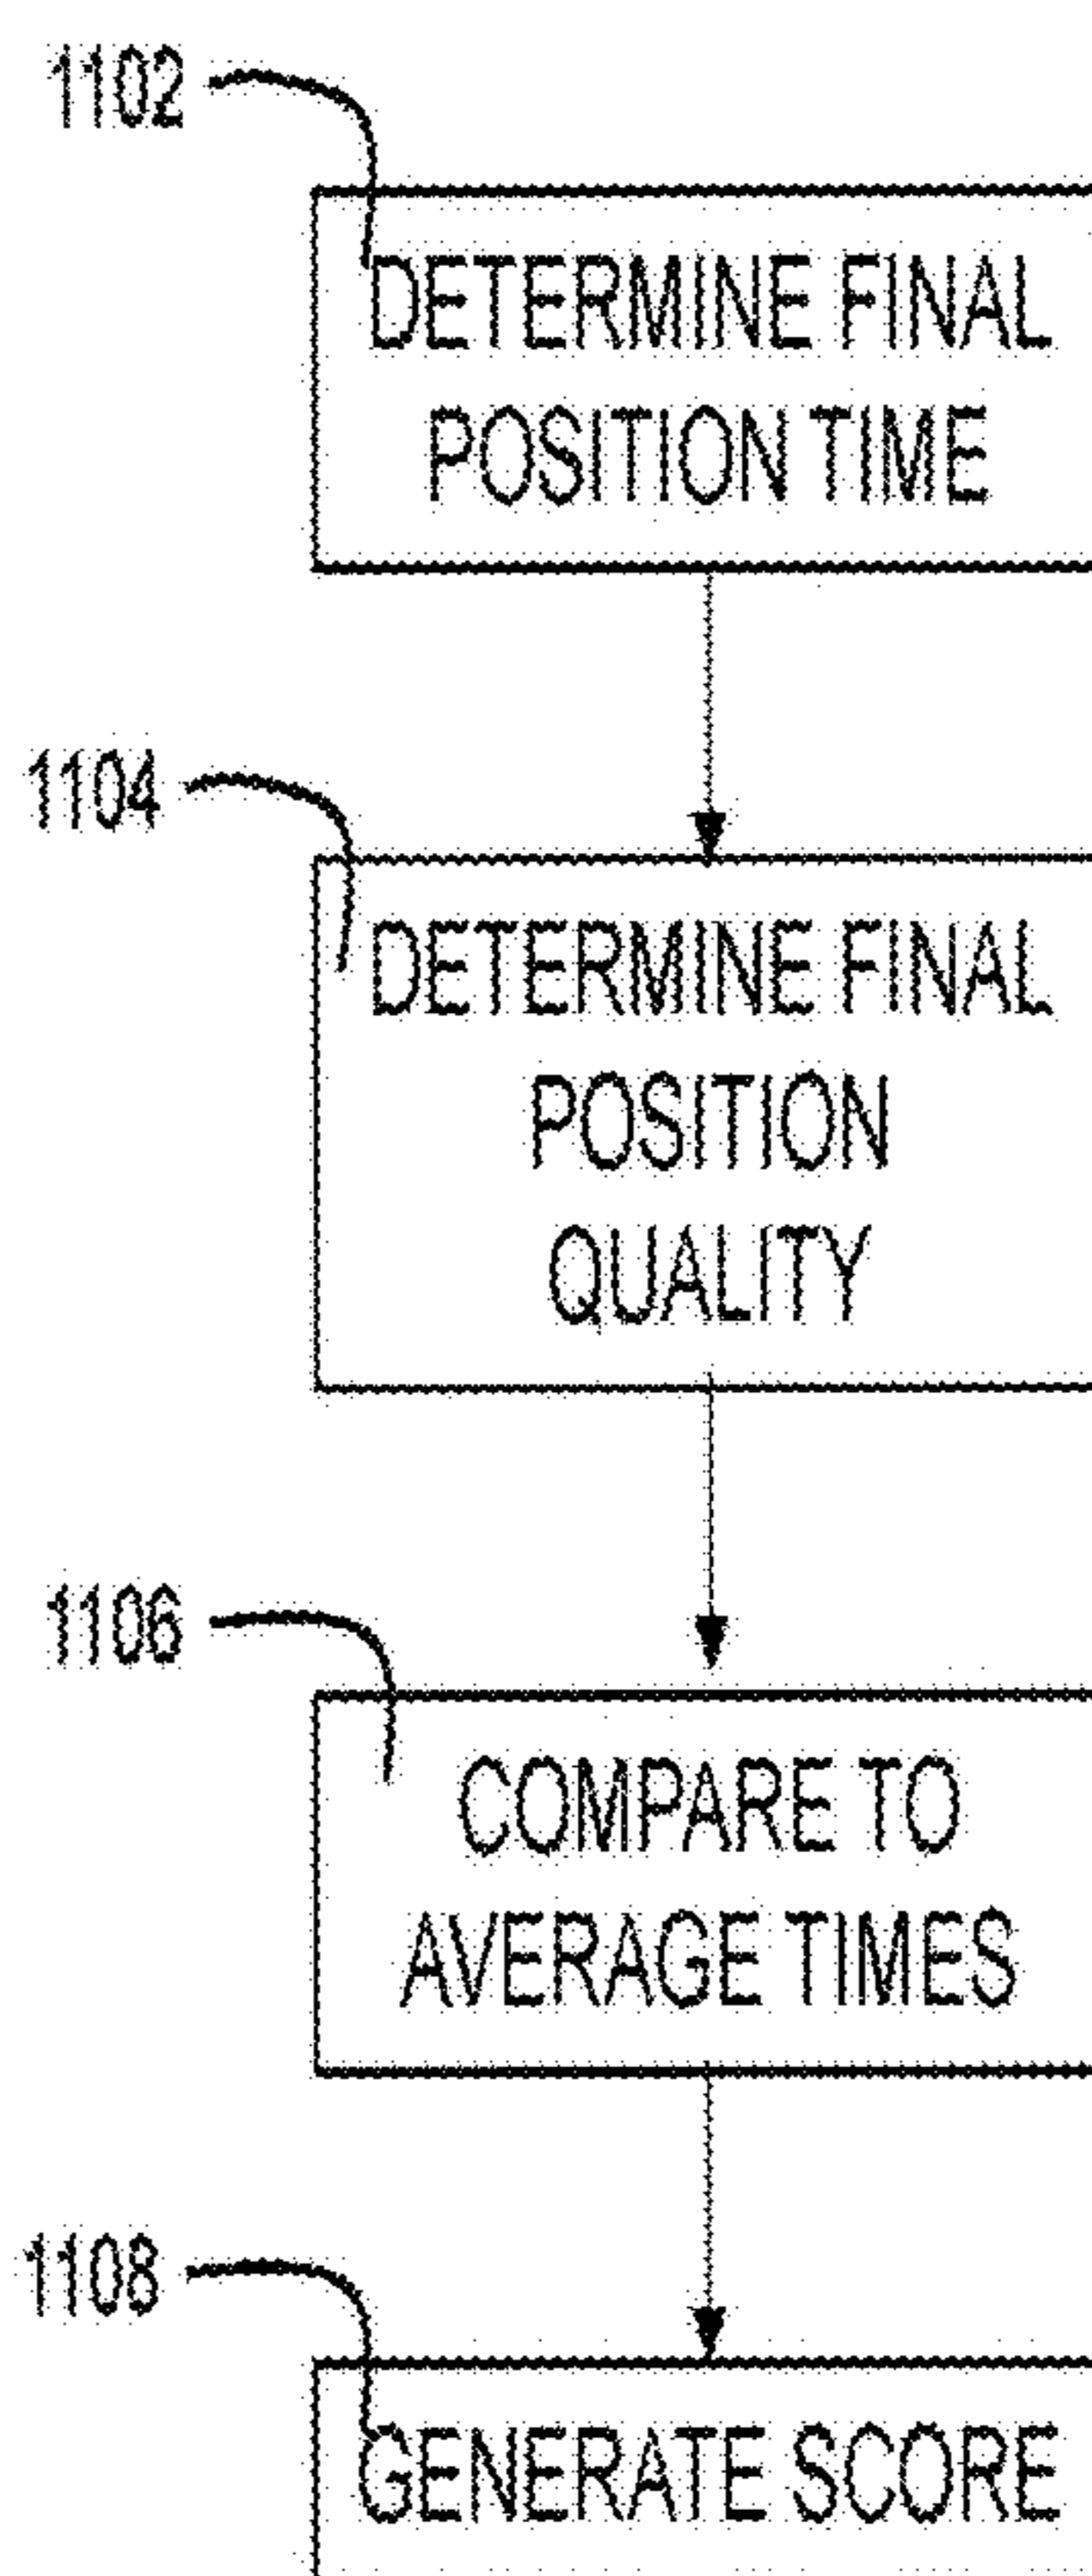 1102
DETERMINE FINAL
POSITION TIME
1104
DETERMINE FINAL
POSITION
QUALITY
1106
COMPARE TO
AVERAGE TIMES
1108
GENERATE SCORE